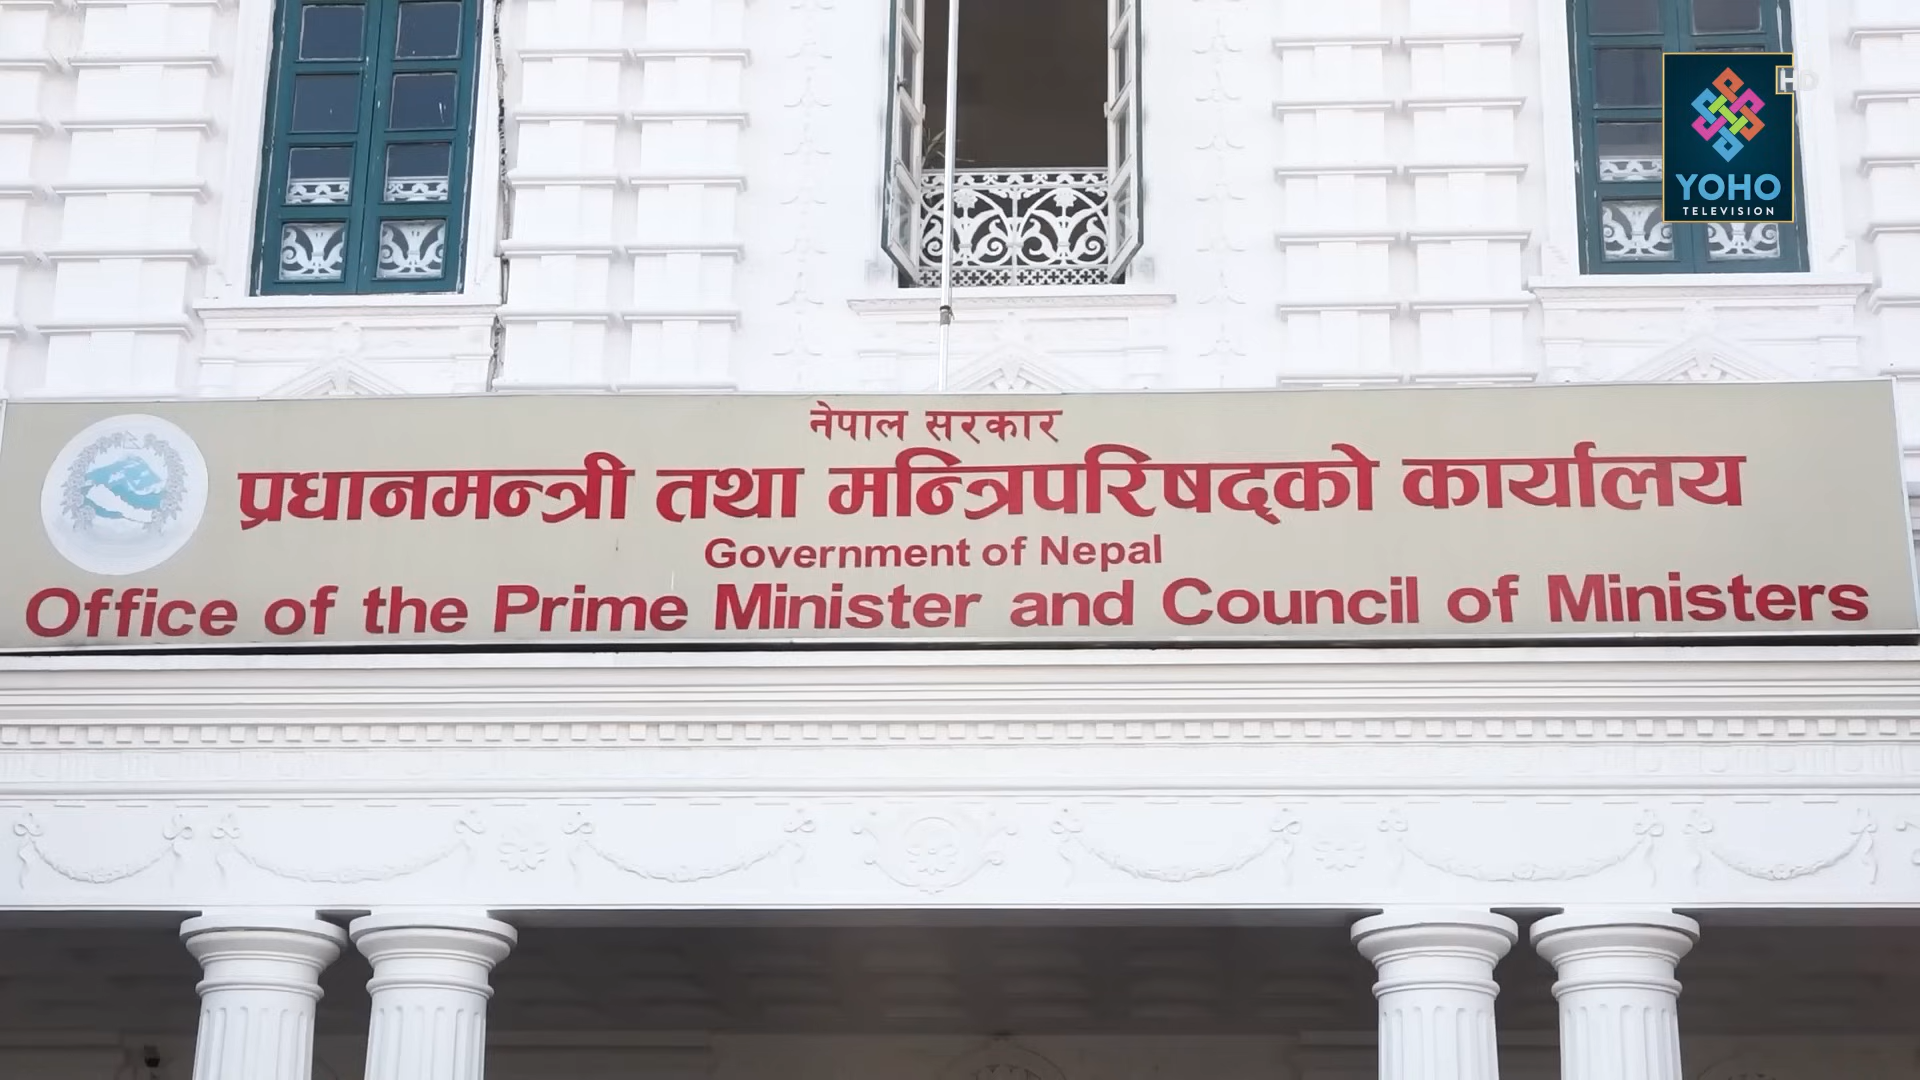 HD
YOHO
TELEVISION
नेपाल सरकार
प्रधानमन्त्री तथा मन्त्रिपरिषद्को कार्यालय
Government of Nepal
Office of the Prime Minister and Council of Ministers